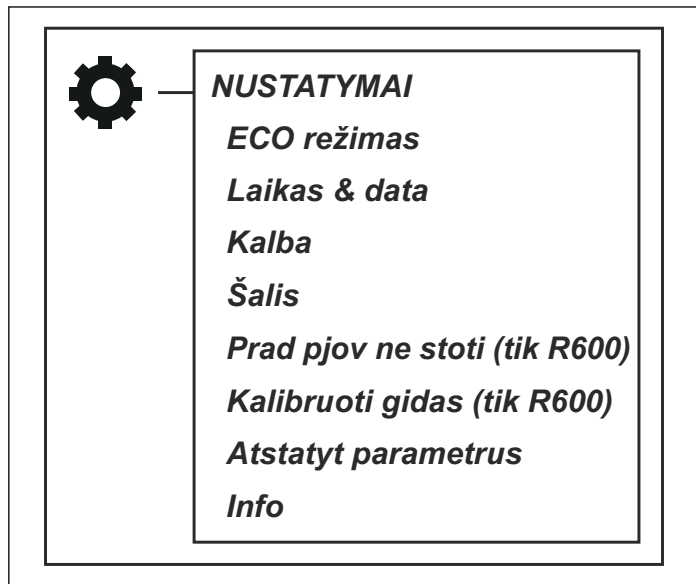 NUSTATYMAI
ECO režimas
Laikas & data
Kalba
Šalis
Prad pjov ne stoti (tik R600)
Kalibruoti gidas (tik R600)
Atstatyt parametrus
Info